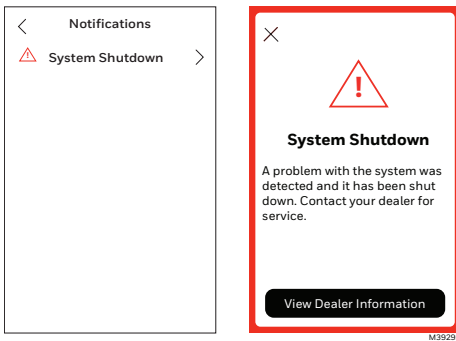 Notifications
System Shutdown
System Shutdown
A problem with the system was
detected and it has been shut
down. Contact your dealer for
service.
View Dealer Information
M3929